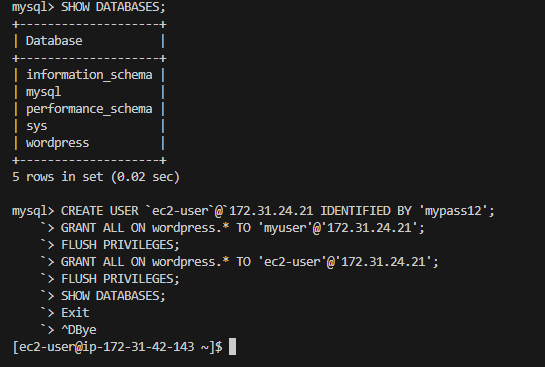 mysql> SHOW DATABASES;
+--------------------+
| Database           |
+--------------------+
| information_schema |
| mysql              |
| performance_schema |
| sys                |
| wordpress          |
+--------------------+
5 rows in set (0.02 sec)

mysql> CREATE USER `ec2-user`@`172.31.24.21 IDENTIFIED BY 'mypass12';
    `> GRANT ALL ON wordpress.* TO 'myuser'@'172.31.24.21';
    `> FLUSH PRIVILEGES;
    `> GRANT ALL ON wordpress.* TO 'ec2-user'@'172.31.24.21';
    `> FLUSH PRIVILEGES;
    `> SHOW DATABASES;
    `> Exit
    `> ^DBye
[ec2-user@ip-172-31-42-143 ~]$